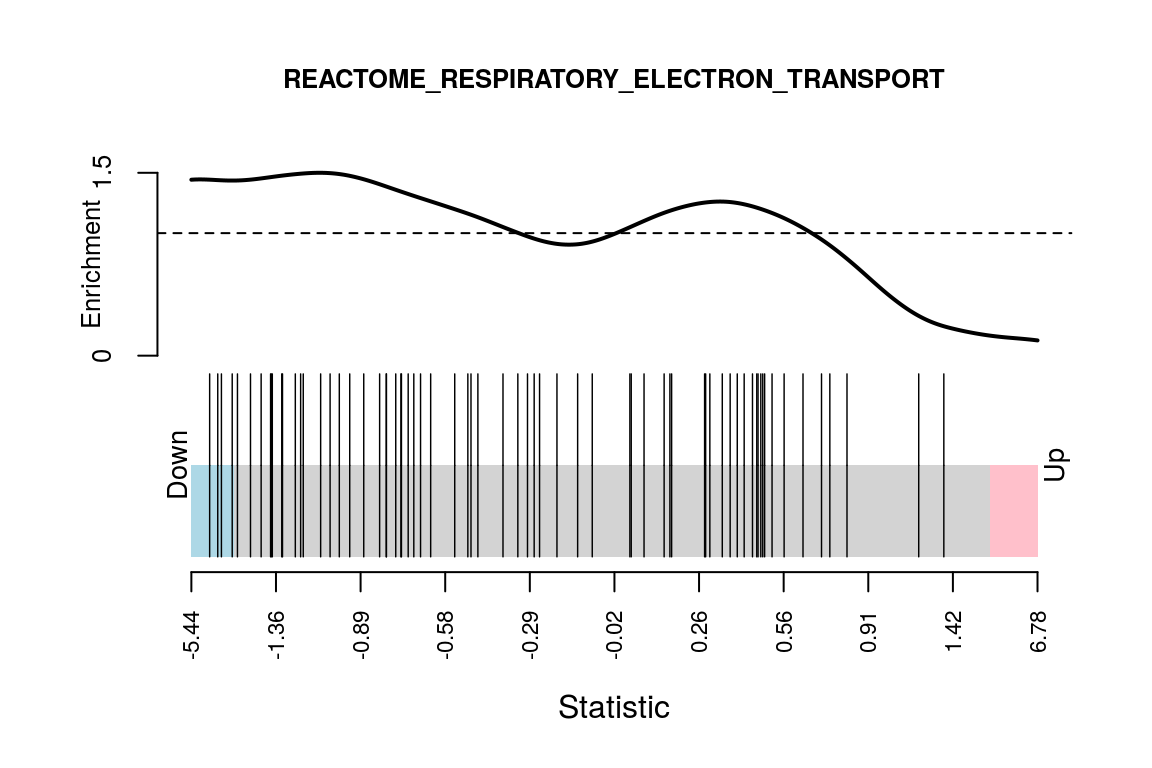 REACTOME_RESPIRATORY_ELECTRON_TRANSPORT
1.5
Enrichment
0
Down
Up
-5.44 -1.36 -0.89 -0.58 -0.29 -0.02 0.26 0.56 0.91 1.42 6.78
Statistic